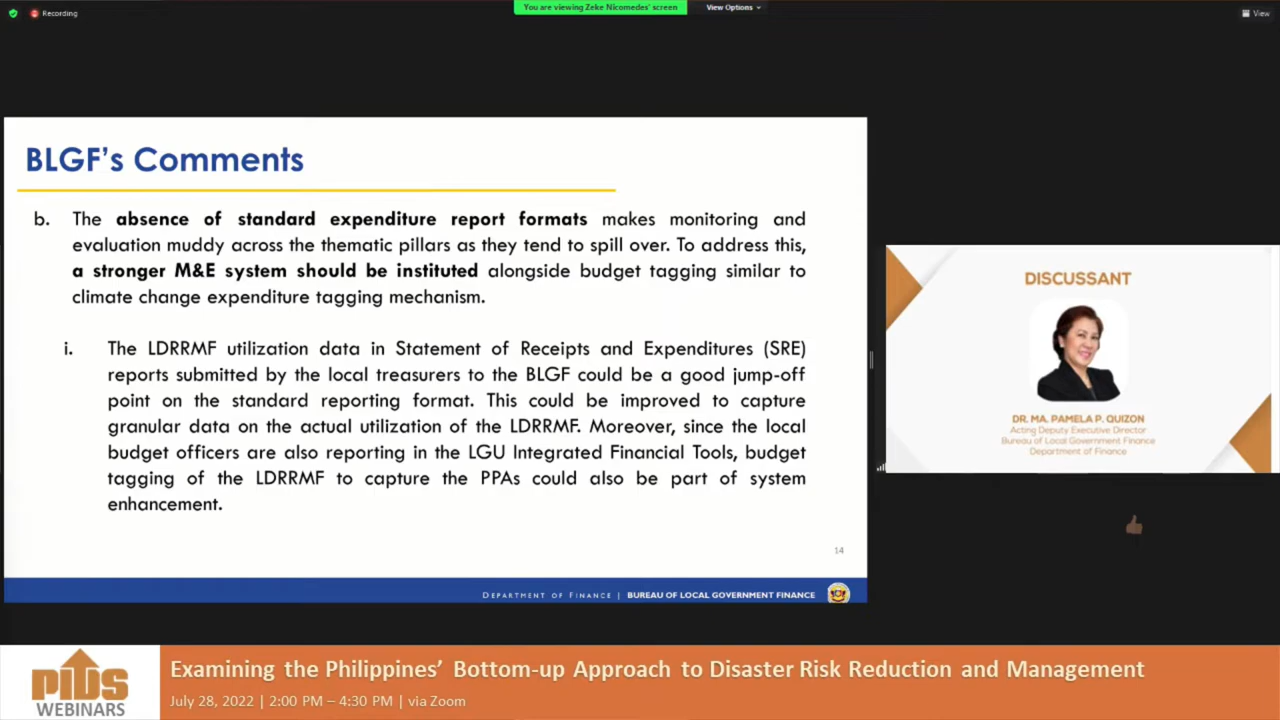 Recording
You are viewing Zeke Nicomedes' screen
View Options
View
BLGF's Comments
b. The absence of standard expenditure report formats makes monitoring and
evaluation muddy across the thematic pillars as they tend to spill over. To address this,
a stronger M&E system should be instituted alongside budget tagging similar to
climate change expenditure tagging mechanism.
i. The LDRRMF utilization data in Statement of Receipts and Expenditures (SRE)
reports submitted by the local treasurers to the BLGF could be a good jump-off
point on the standard reporting format. This could be improved to capture
granular data on the actual utilization of the LDRRMF. Moreover, since the local
budget officers are also reporting in the LGU Integrated Financial Tools, budget
tagging of the LDRRMF to capture the PPAs could also be part of system
enhancement.
14
DEPARTMENT OF FINANCE | BUREAU OF LOCAL GOVERNMENT FINANCE
DISCUSSANT
DR. MA. PAMELA P. QUIZON
Acting Deputy Executive Director
Bureau of Local Government Finance
Department of Finance
PIDS
WEBINARS
Examining the Philippines' Bottom-up Approach to Disaster Risk Reduction and Management
July 28, 2022 | 2:00 PM – 4:30 PM | via Zoom